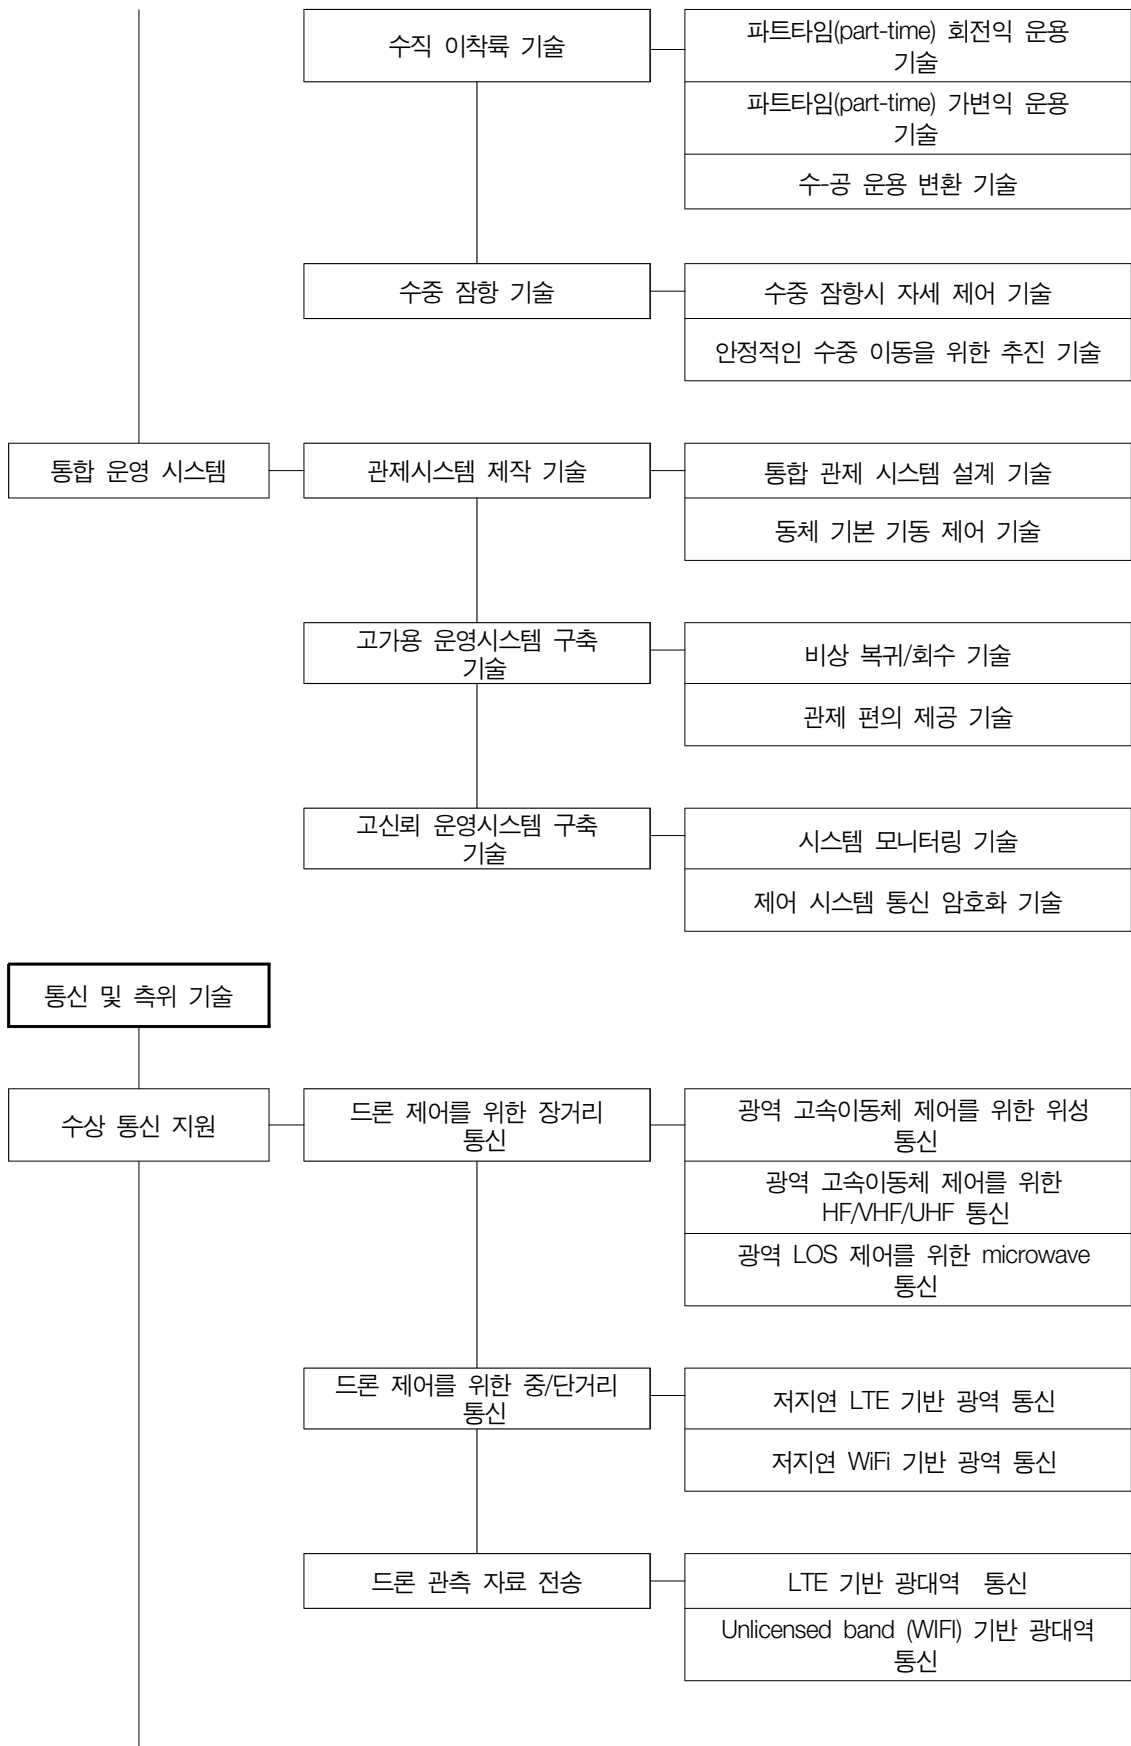 수직 이착륙 기술
파트타임(part-time) 회전익 운용
기술
파트타임(part-time) 가변익 운용
기술
수-공 운용 변환 기술
수중 잠항 기술
수중 잠항시 자세 제어 기술
안정적인 수중 이동을 위한 추진 기술
통합 운영 시스템
관제시스템 제작 기술
통합 관제 시스템 설계 기술
동체 기본 기동 제어 기술
고가용 운영시스템 구축
기술
비상 복귀/회수 기술
관제 편의 제공 기술
고신뢰 운영시스템 구축
기술
시스템 모니터링 기술
제어 시스템 통신 암호화 기술
통신 및 측위 기술
수상 통신 지원
드론 제어를 위한 장거리
통신
광역 고속이동체 제어를 위한 위성
통신
광역 고속이동체 제어를 위한
HF/VHF/UHF 통신
광역 LOS 제어를 위한 microwave
통신
드론 제어를 위한 중/단거리
통신
저지연 LTE 기반 광역 통신
저지연 WiFi 기반 광역 통신
드론 관측 자료 전송
LTE 기반 광대역 통신
Unlicensed band (WIFI) 기반 광대역
통신